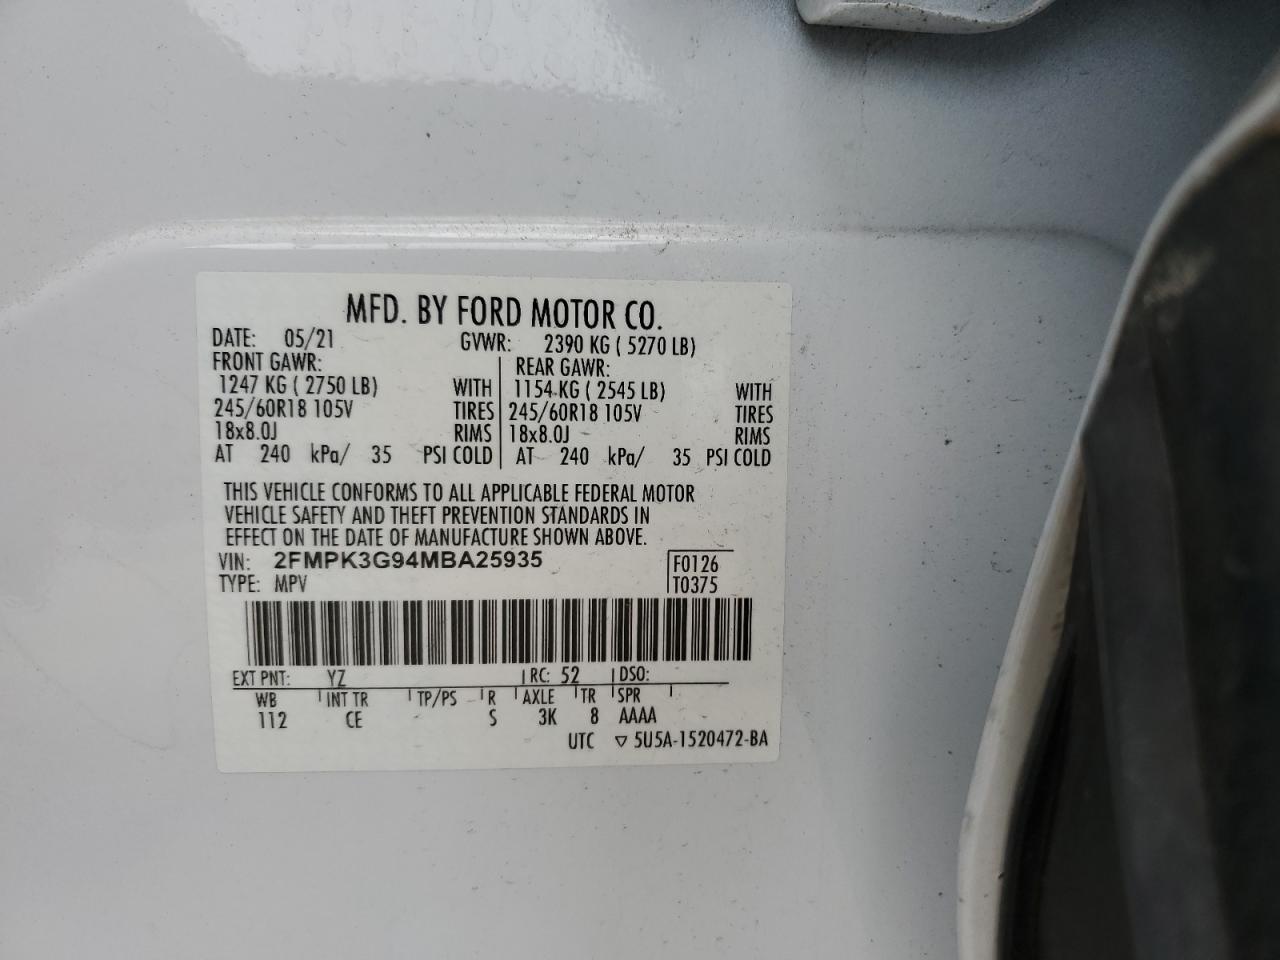 MFD. BY FORD MOTOR CO.
DATE: 05/21 GVWR: 2390 KG ( 5270 LB)
FRONT GAWR: REAR GAWR:
1247 KG ( 2750 LB) WITH 1154 KG ( 2545 LB) WITH
245/60R18 105V TIRES 245/60R18 105V TIRES
18x8.0J RIMS 18x8.0J RIMS
AT 240 kPa/ 35 PSI COLD AT 240 kPa/ 35 PSI COLD
THIS VEHICLE CONFORMS TO ALL APPLICABLE FEDERAL MOTOR
VEHICLE SAFETY AND THEFT PREVENTION STANDARDS IN
EFFECT ON THE DATE OF MANUFACTURE SHOWN ABOVE.
VIN: 2FMPK3G94MBA25935 F0126
TYPE: MPV T0375
EXT PNT: YZ RC: 52 DSO:
WB INT TR TP/PS R AXLE TR SPR
112 CE S 3K 8 AAAA
UTC ▽ 5U5A-1520472-BA